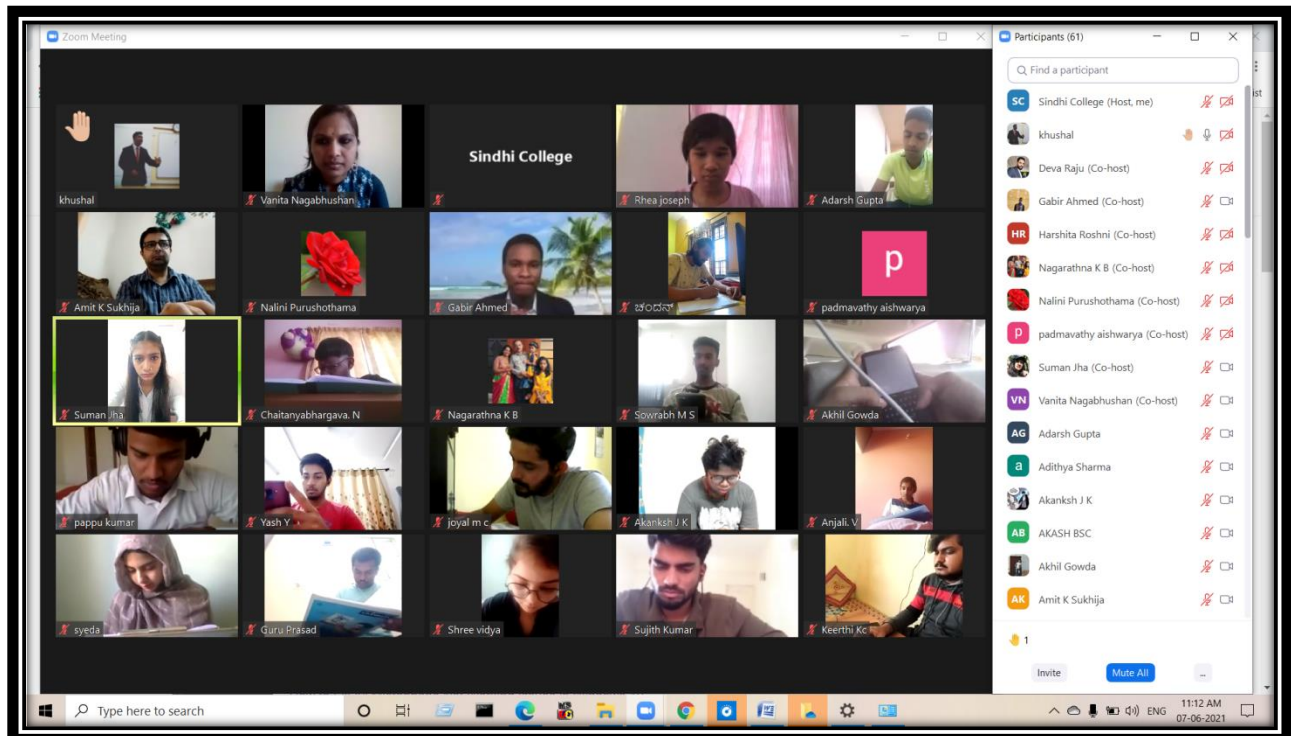 Zoom Meeting
khushal
Vanita Nagabhushan
Sindhi College
Rhea joseph
Adarsh Gupta
Amit K Sukhija
Nalini Purushothama
Gabir Ahmed
ಚಂದನ್
p
padmavathy aishwarya
Suman Jha
Chaitanyabhargava. N
Nagarathna K B
Sowrabh M S
Akhil Gowda
pappu kumar
Yash Y
joyal m c
Akanksh J K
Anjali. V
syeda
Guru Prasad
Shree vidya
Sujith Kumar
Keerthi Kc
Participants (61)
Find a participant
SC Sindhi College (Host, me)
khushal
Deva Raju (Co-host)
Gabir Ahmed (Co-host)
HR Harshita Roshni (Co-host)
Nagarathna K B (Co-host)
Nalini Purushothama (Co-host)
p padmavathy aishwarya (Co-host)
Suman Jha (Co-host)
VN Vanita Nagabhushan (Co-host)
AG Adarsh Gupta
a Adithya Sharma
Akanksh J K
AB AKASH BSC
Akhil Gowda
AK Amit K Sukhija
1
Invite Mute All ...
ist
Type here to search
ENG
11:12 AM
07-06-2021